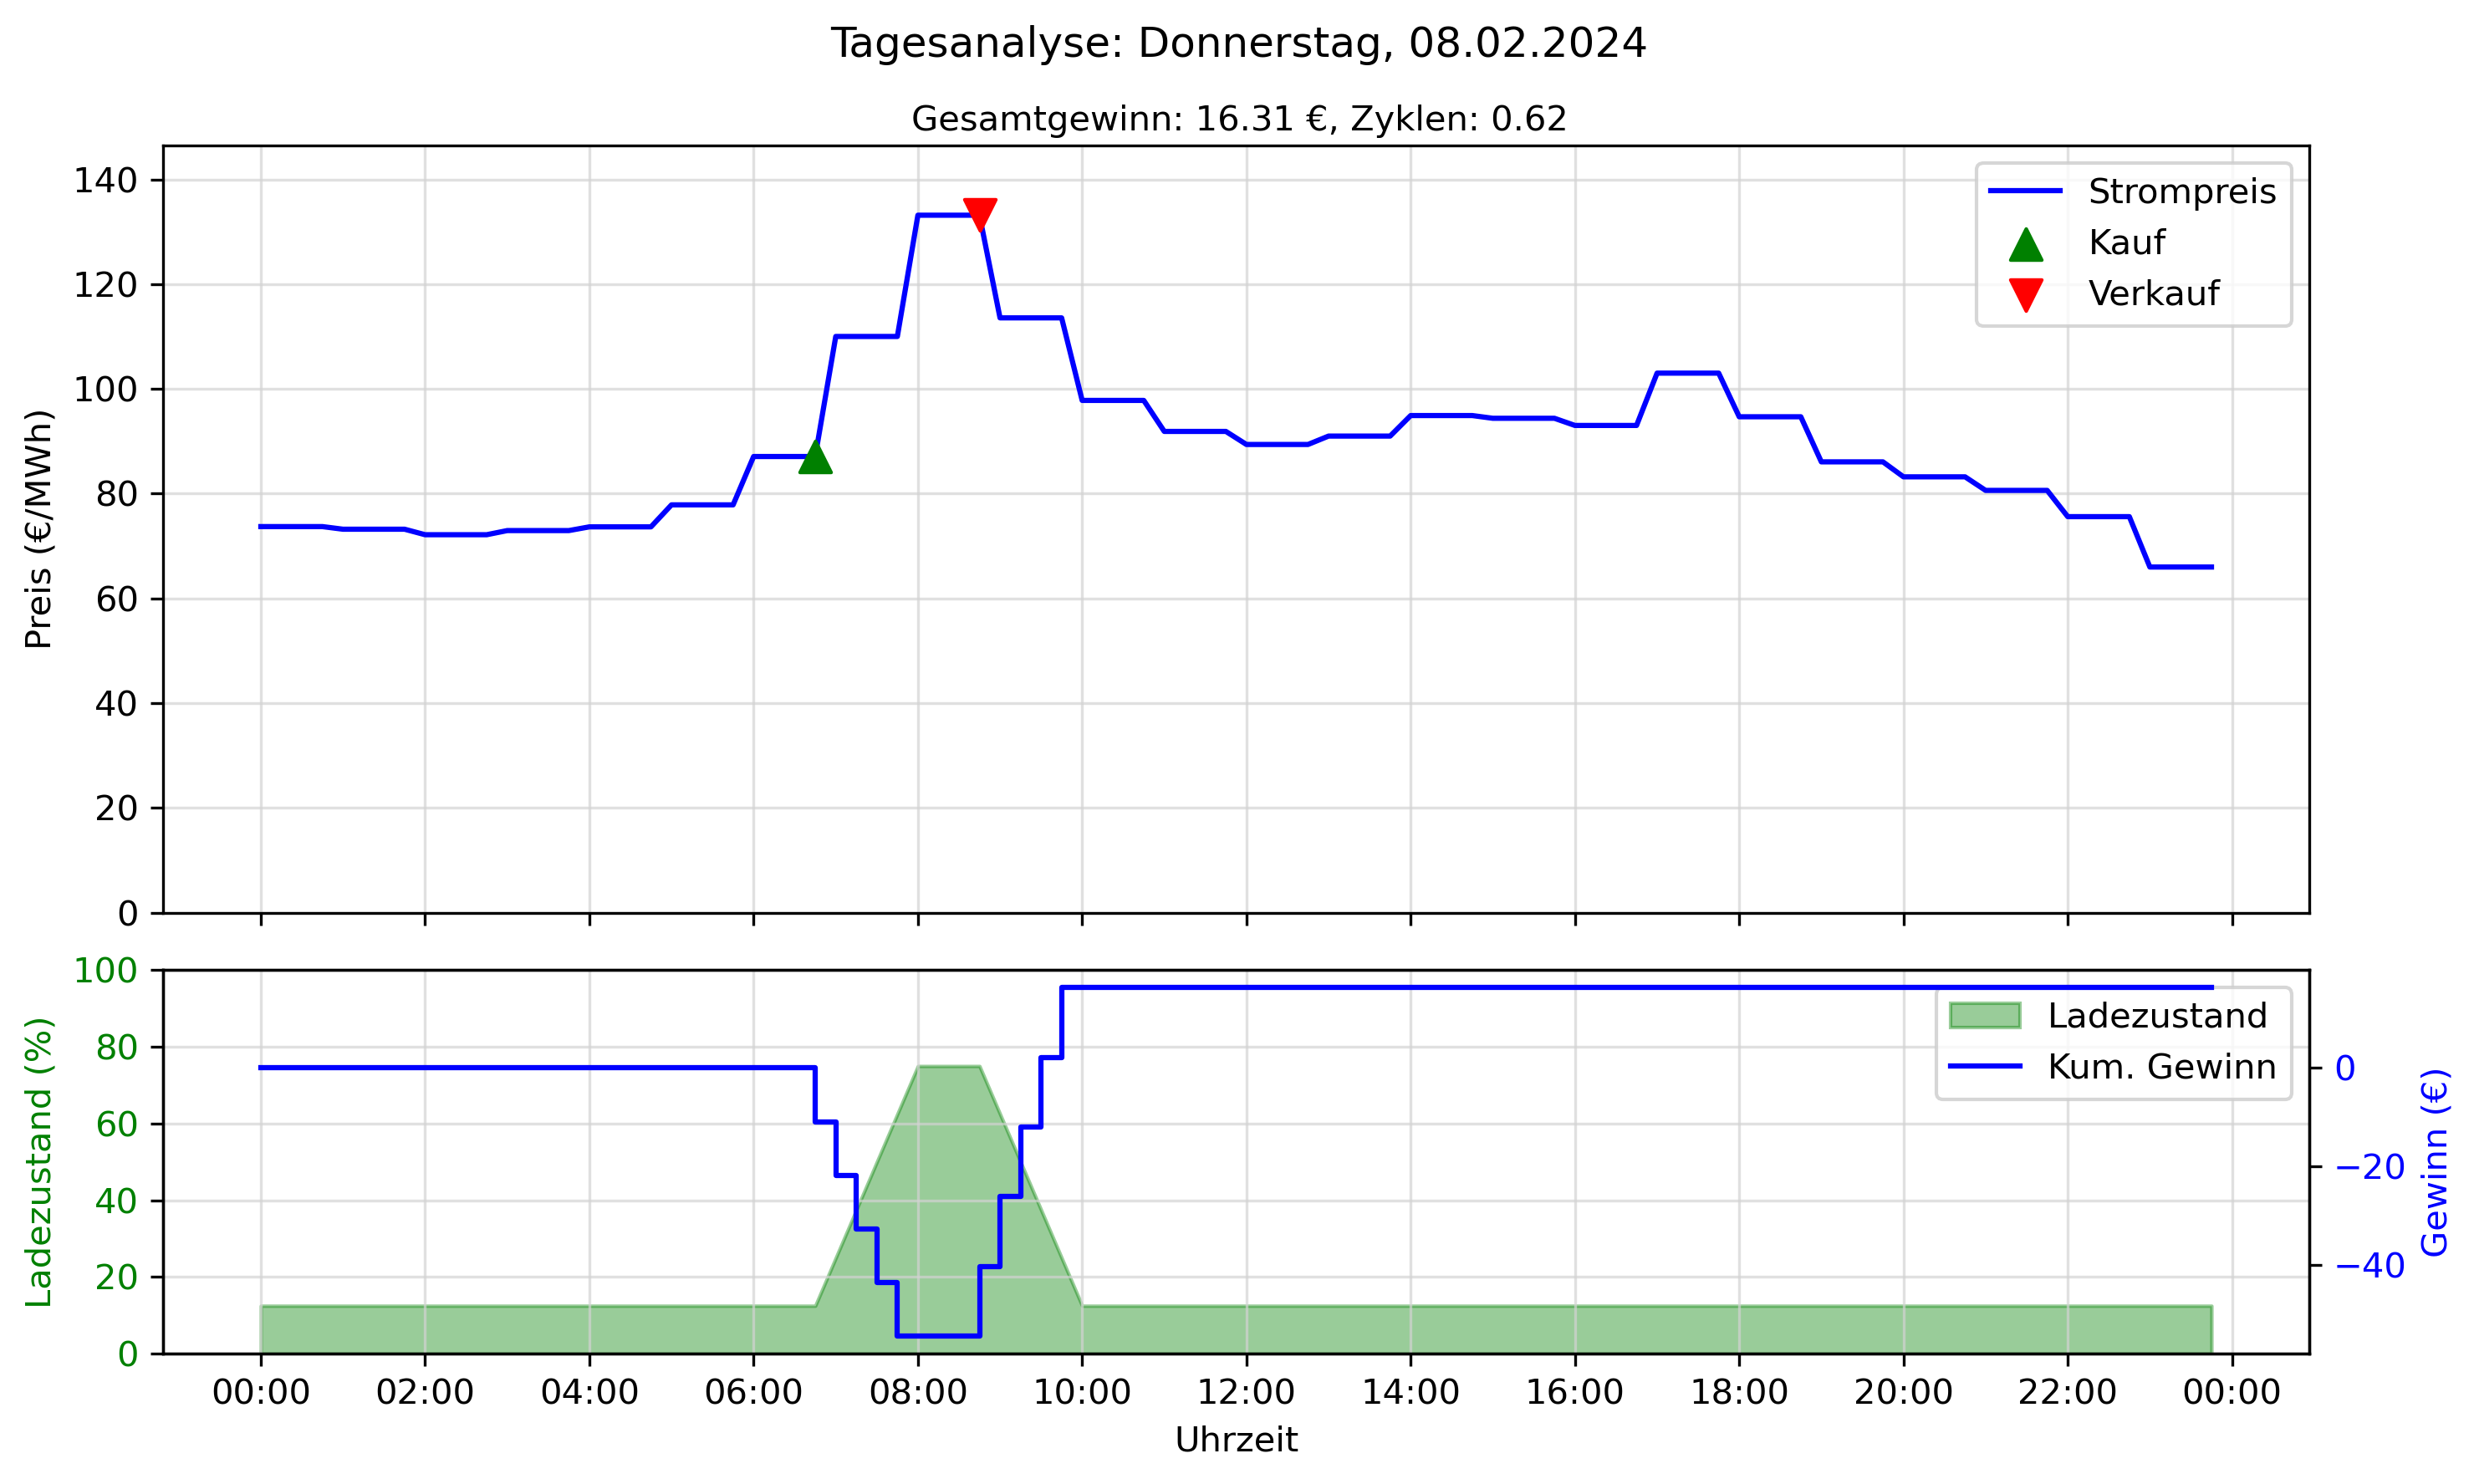 Tagesanalyse: Donnerstag, 08.02.2024
Gesamtgewinn: 16.31 €, Zyklen: 0.62
Preis (€/MWh)
140
120
100
80
60
40
20
0
Strompreis
Kauf
Verkauf
Ladezustand (%)
100
80
60
40
20
0
Ladezustand
Kum. Gewinn
0
−20
−40
Gewinn (€)
00:00 02:00 04:00 06:00 08:00 10:00 12:00 14:00 16:00 18:00 20:00 22:00 00:00
Uhrzeit